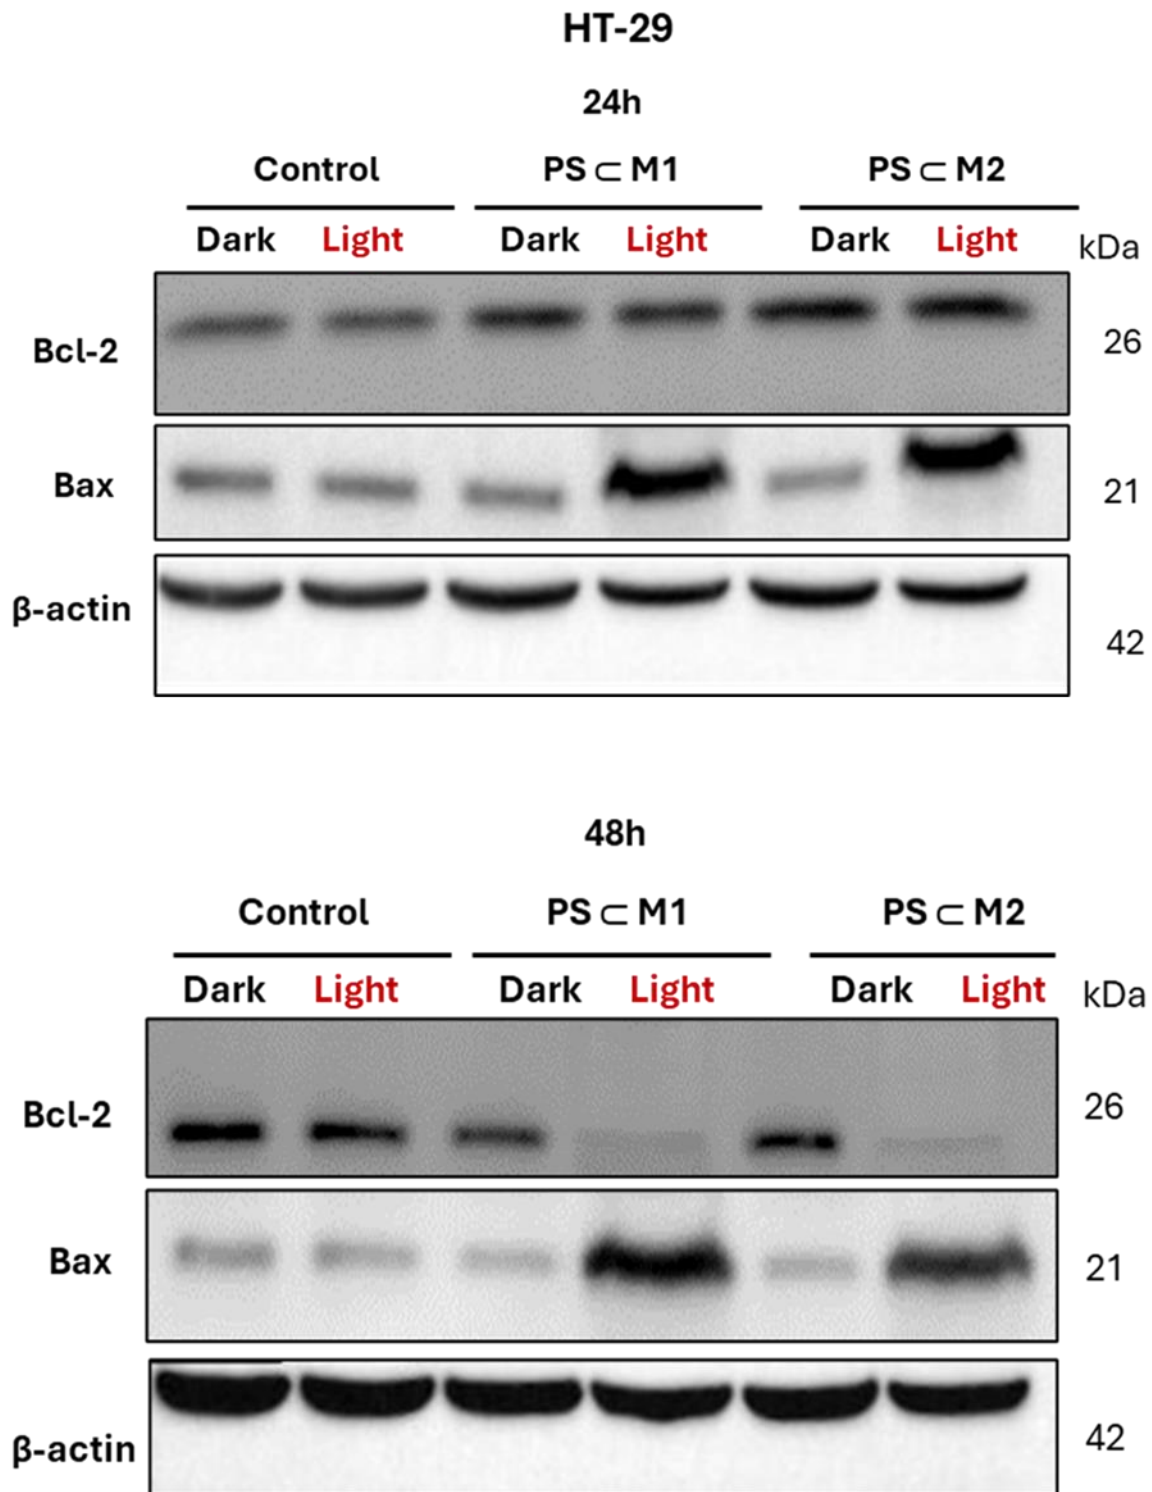 HT-29
24h
Control PS ⊂ M1 PS ⊂ M2
Dark Light Dark Light Dark Light kDa
Bcl-2 26
Bax 21
β-actin 42
48h
Control PS ⊂ M1 PS ⊂ M2
Dark Light Dark Light Dark Light kDa
Bcl-2 26
Bax 21
β-actin 42